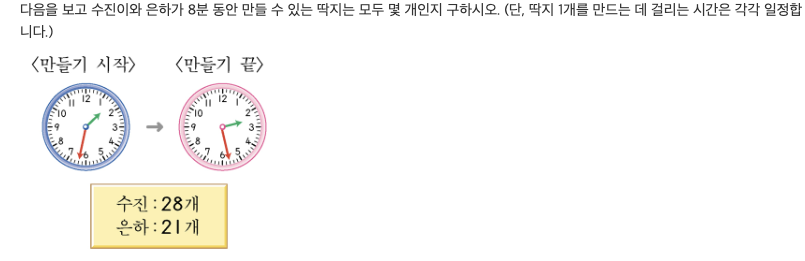 다음을 보고 수진이와 은하가 8분 동안 만들 수 있는 딱지는 모두 몇 개인지 구하시오. (단, 딱지 1개를 만드는 데 걸리는 시간은 각각 일정합
니다.)
〈만들기 시작〉 〈만들기 끝〉
12 1 2 3 4 5 6 7 8 9 10 11
12 1 2 3 4 5 6 7 8 9 10 11
수진 : 28개
은하 : 21개